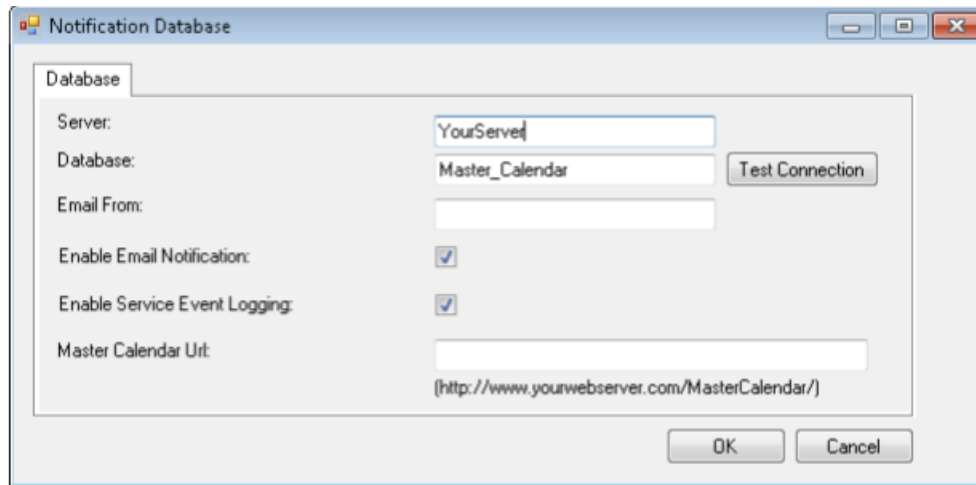 Notification Database
Database
Server:
YourServer
Database:
Master_Calendar
Test Connection
Email From:
Enable Email Notification:
Enable Service Event Logging:
Master Calendar Url:
(http://www.yourwebserver.com/MasterCalendar/)
OK
Cancel